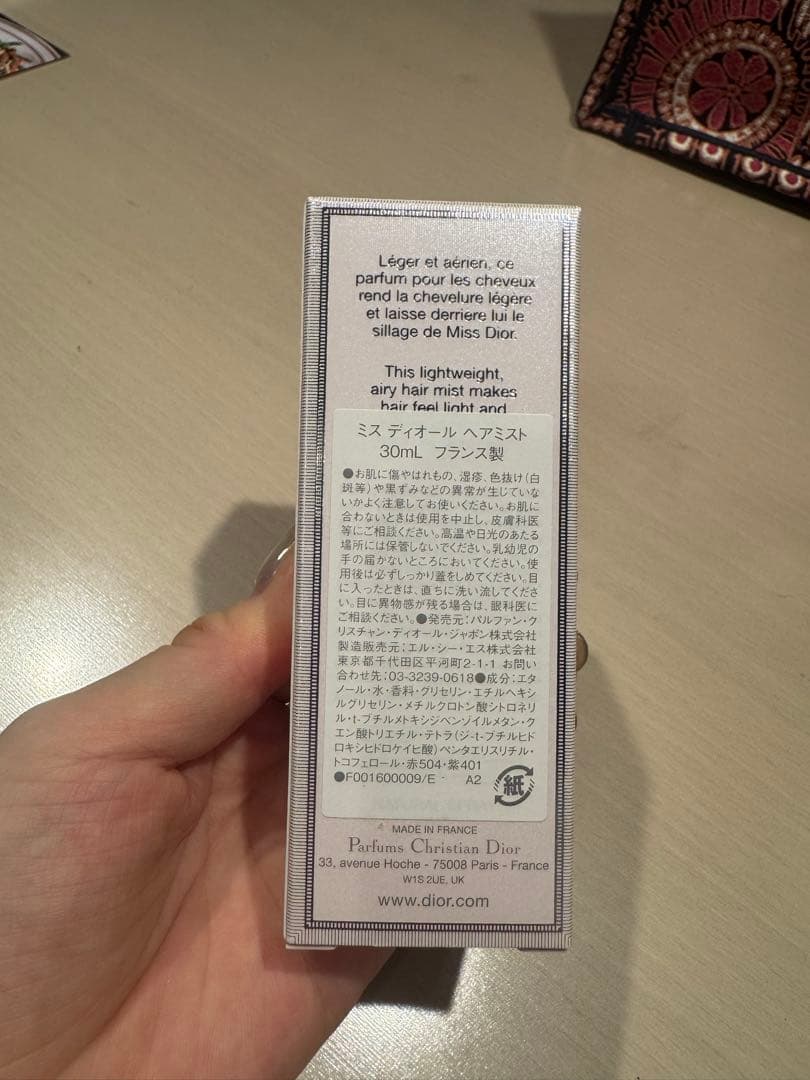 Léger et aérien, ce
parfum pour les cheveux
rend la chevelure légère
et laisse derrière lui le
sillage de Miss Dior.
This lightweight,
airy hair mist makes
hair feel light and
ミス ディオール ヘアミスト
30mL フランス製
●お肌に傷やはれもの、湿疹、色抜け(白
斑等)や黒ずみなどの異常が生じていな
いかよく注意してお使いください。お肌に
合わないときは使用を中止し、皮膚科医
等にご相談ください。高温や日光のあたる
場所には保管しないでください。乳幼児の
手の届かないところにおいてください。使
用後は必ずしっかり蓋をしめてください。目
に入ったときは、直ちに洗い流してくださ
い。目に異物感が残る場合は、眼科医に
ご相談ください。●発売元:パルファン・ク
リスチャン・ディオール・ジャポン株式会社
製造販売元:エル・シー・エス株式会社
東京都千代田区平河町2-1-1 お問い
合わせ先:03-3239-0618●成分:エタ
ノール・水・香料・グリセリン・エチルヘキシ
ルグリセリン・メチルクロトン酸シトロネリ
ル・t-ブチルメトキシジベンゾイルメタン・ク
エン酸トリエチル・テトラ(ジ-t-ブチルヒド
ロキシヒドロケイヒ酸)ペンタエリスリチル・
トコフェロール・赤504・紫401
●F001600009/E A2
紙
MADE IN FRANCE
Parfums Christian Dior
33, avenue Hoche - 75008 Paris - France
W1S 2UE, UK
www.dior.com